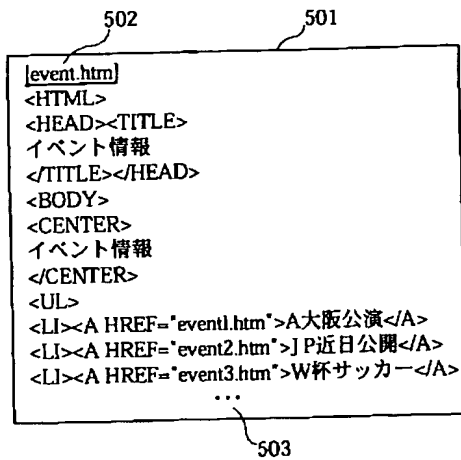 502
501
event.htm
<HTML>
<HEAD><TITLE>
イベント情報
</TITLE></HEAD>
<BODY>
<CENTER>
イベント情報
</CENTER>
<UL>
<LI><A HREF="event1.htm">A大阪公演</A>
<LI><A HREF="event2.htm">JP近日公開</A>
<LI><A HREF="event3.htm">W杯サッカー</A>
...
503